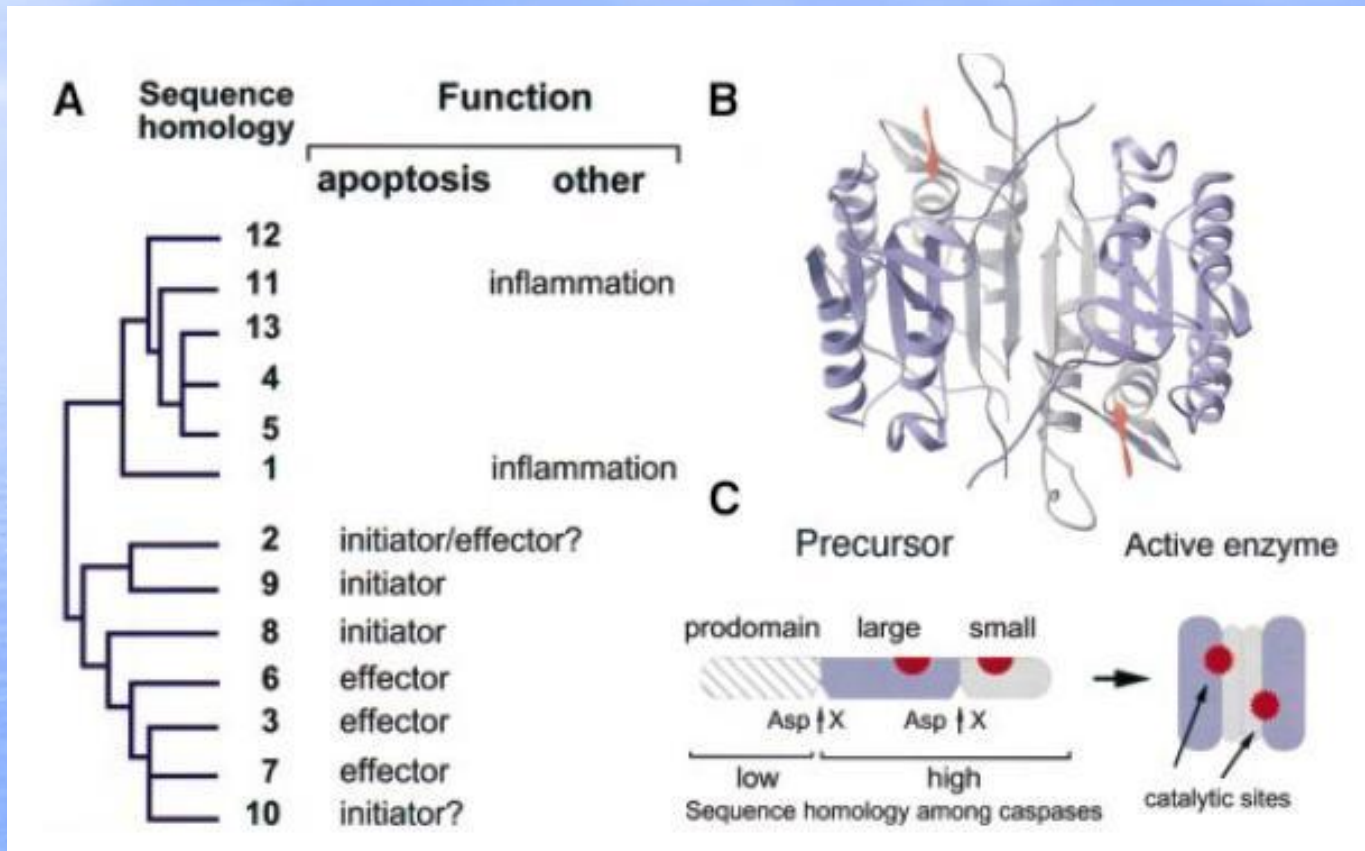 A
Sequence homology
Function
apoptosis other
12
11 inflammation
13
4
5
1 inflammation
2 initiator/effector?
9 initiator
8 initiator
6 effector
3 effector
7 effector
10 initiator?
B
C
Precursor
Active enzyme
prodomain large small
Asp X Asp X
low high
Sequence homology among caspases
catalytic sites